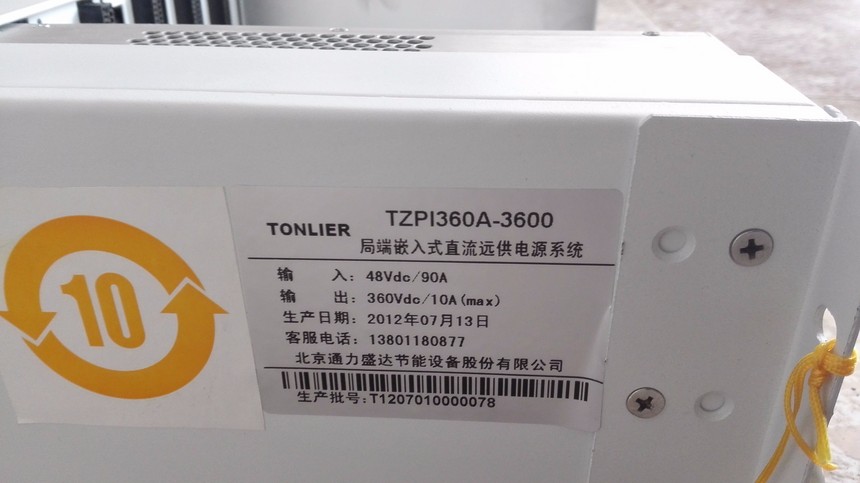 10
TONLIER TZPI360A-3600
局端嵌入式直流远供电源系统
输 入: 48Vdc/90A
输 出: 360Vdc/10A(max)
生产日期: 2012年07月13日
客服电话: 13801180877
北京通力盛达节能设备股份有限公司
生产批号: T1207010000078